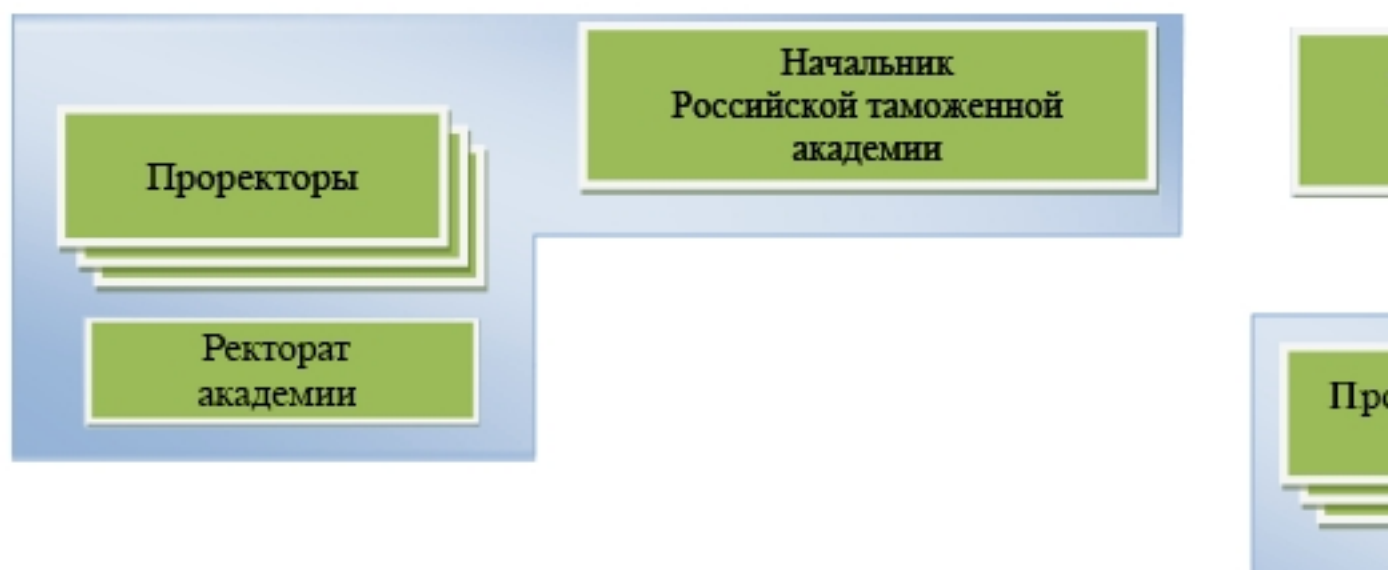 Начальник
Российской таможенной
академии
Проректоры
Ректорат
академии